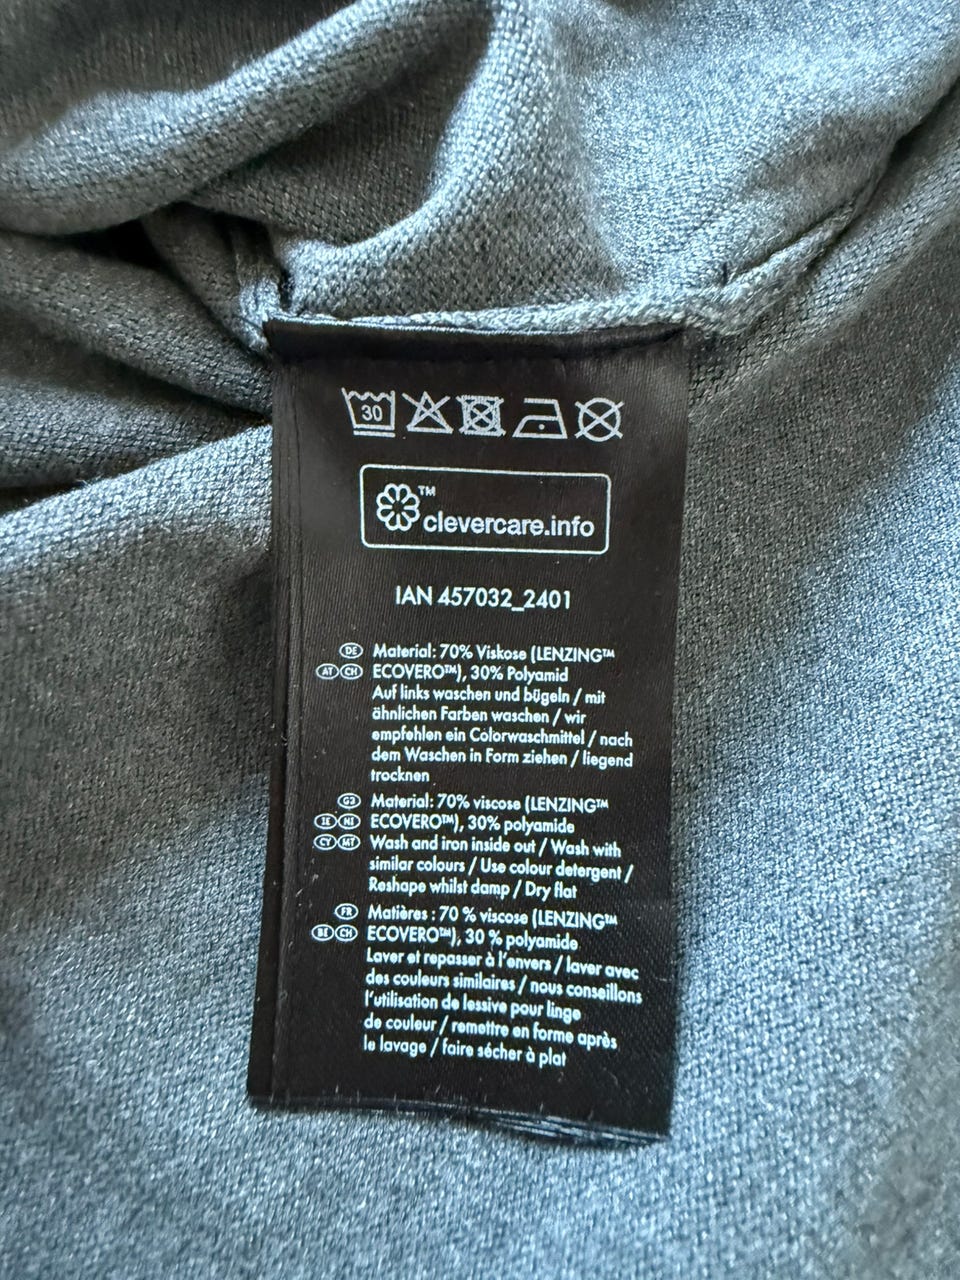 30
™
clevercare.info
IAN 457032_2401
DE Material: 70% Viskose (LENZING™
AT CH ECOVERO™), 30% Polyamid
Auf links waschen und bügeln / mit
ähnlichen Farben waschen / wir
empfehlen ein Colorwaschmittel / nach
dem Waschen in Form ziehen / liegend
trocknen
GB Material: 70% viscose (LENZING™
IE NI ECOVERO™), 30% polyamide
CY MT Wash and iron inside out / Wash with
similar colours / Use colour detergent /
Reshape whilst damp / Dry flat
FR Matières : 70 % viscose (LENZING™
BE CH ECOVERO™), 30 % polyamide
Laver et repasser à l'envers / laver avec
des couleurs similaires / nous conseillons
l'utilisation de lessive pour linge
de couleur / remettre en forme après
le lavage / faire sécher à plat